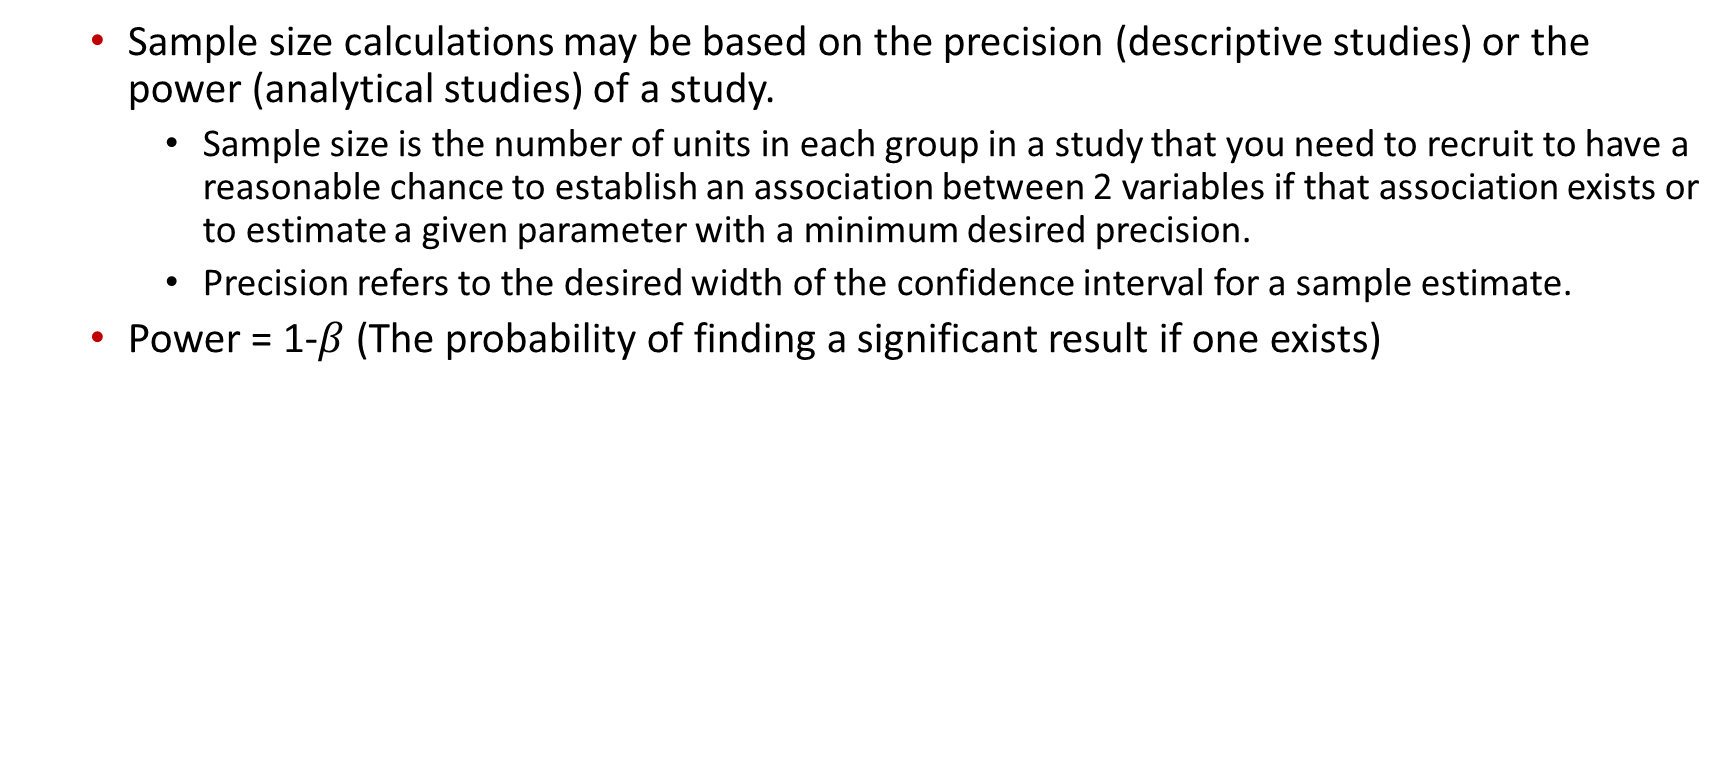 • Sample size calculations may be based on the precision (descriptive studies) or the
power (analytical studies) of a study.
• Sample size is the number of units in each group in a study that you need to recruit to have a
reasonable chance to establish an association between 2 variables if that association exists or
to estimate a given parameter with a minimum desired precision.
• Precision refers to the desired width of the confidence interval for a sample estimate.
• Power = 1-𝛽 (The probability of finding a significant result if one exists)